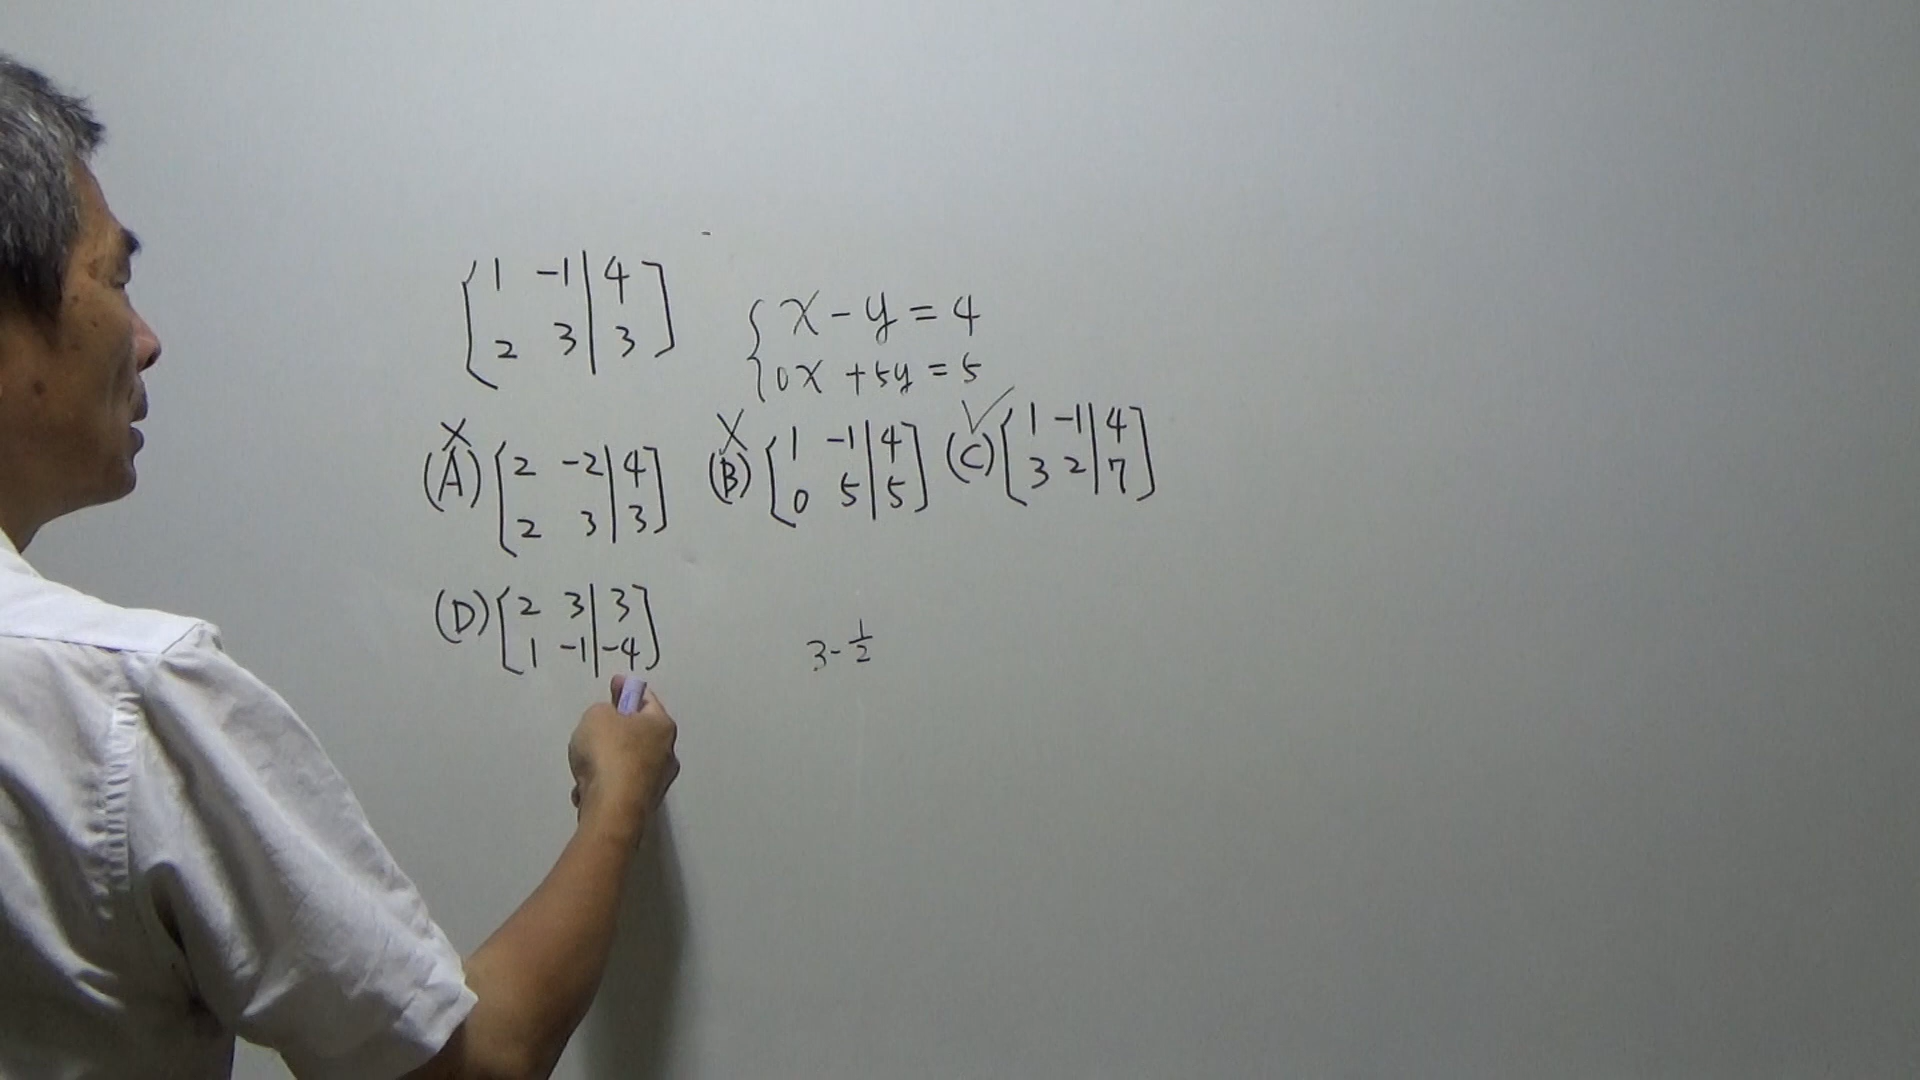 [ 1 -1 | 4 ]
[ 2 3 | 3 ]
{ x - y = 4
{ 0x + 5y = 5
X (A) [ 2 -2 | 4 ]
[ 2 3 | 3 ]
X (B) [ 1 -1 | 4 ]
[ 0 5 | 5 ]
✓ (C) [ 1 -1 | 4 ]
[ 3 2 | 7 ]
(D) [ 2 3 | 3 ]
[ 1 -1 | -4 ]
3 - 1/2